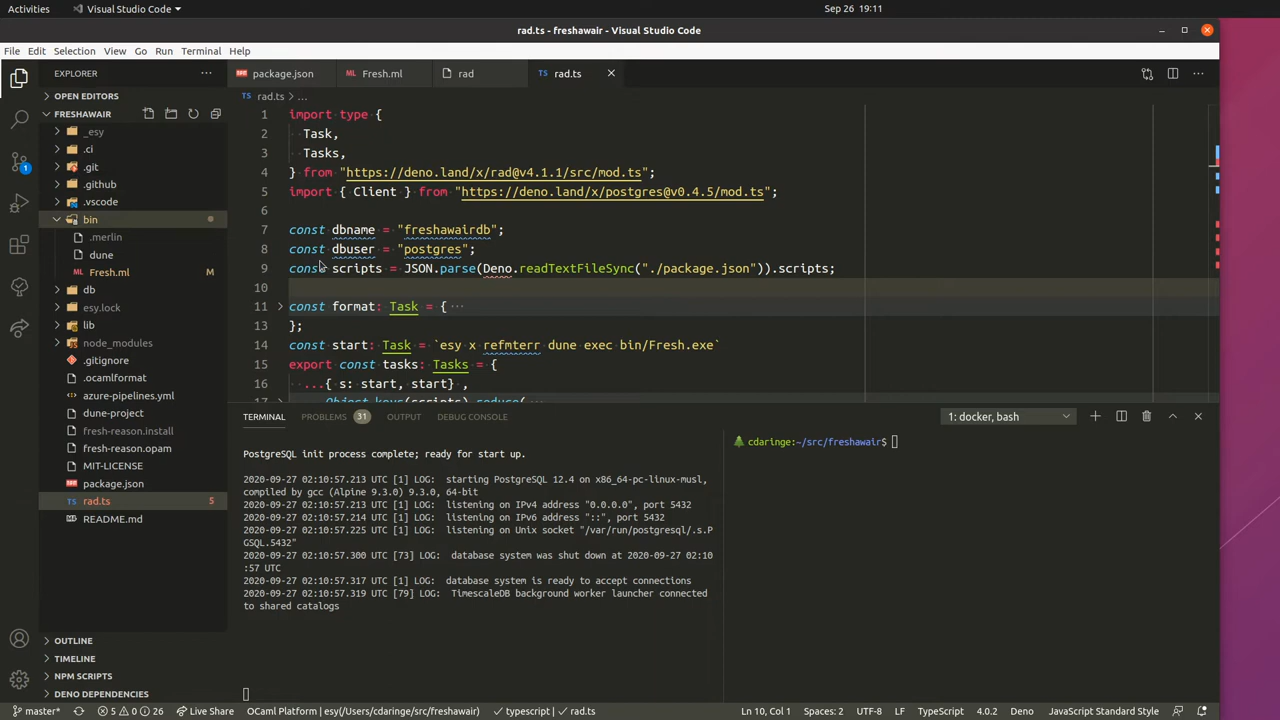 Activities
Visual Studio Code
Sep 26 19:11
rad.ts - freshawair - Visual Studio Code
File Edit Selection View Go Run Terminal Help
EXPLORER
OPEN EDITORS
FRESHAWAIR
_esy
.ci
.git
.github
.vscode
bin
.merlin
dune
Fresh.ml M
db
esy.lock
lib
node_modules
.gitignore
.ocamlformat
azure-pipelines.yml
dune-project
fresh-reason.install
fresh-reason.opam
MIT-LICENSE
package.json
rad.ts 5
README.md
OUTLINE
TIMELINE
NPM SCRIPTS
DENO DEPENDENCIES
1
package.json Fresh.ml rad rad.ts
rad.ts > ...
1 import type {
2 Task,
3 Tasks,
4 } from "https://deno.land/x/rad@v4.1.1/src/mod.ts";
5 import { Client } from "https://deno.land/x/postgres@v0.4.5/mod.ts";
6
7 const dbname = "freshawairdb";
8 const dbuser = "postgres";
9 const scripts = JSON.parse(Deno.readTextFileSync("./package.json")).scripts;
10
11 const format: Task = { ...
13 };
14 const start: Task = `esy x refmterr dune exec bin/Fresh.exe`
15 export const tasks: Tasks = {
16 ...{ s: start, start} ,
17 Object.keys(scripts).reduce( ...
TERMINAL PROBLEMS 31 OUTPUT DEBUG CONSOLE
1: docker, bash
PostgreSQL init process complete; ready for start up.
2020-09-27 02:10:57.213 UTC [1] LOG:  starting PostgreSQL 12.4 on x86_64-pc-linux-musl,
compiled by gcc (Alpine 9.3.0) 9.3.0, 64-bit
2020-09-27 02:10:57.213 UTC [1] LOG:  listening on IPv4 address "0.0.0.0", port 5432
2020-09-27 02:10:57.213 UTC [1] LOG:  listening on IPv6 address "::", port 5432
2020-09-27 02:10:57.225 UTC [1] LOG:  listening on Unix socket "/var/run/postgresql/.s.P
GSQL.5432"
2020-09-27 02:10:57.300 UTC [73] LOG:  database system was shut down at 2020-09-27 02:10
:57 UTC
2020-09-27 02:10:57.317 UTC [1] LOG:  database system is ready to accept connections
2020-09-27 02:10:57.319 UTC [79] LOG:  TimescaleDB background worker launcher connected
to shared catalogs
cdaringe:~/src/freshawair$
master* 5 0 26 Live Share OCaml Platform | esy(/Users/cdaringe/src/freshawair) typescript | rad.ts
Ln 10, Col 1 Spaces: 2 UTF-8 LF TypeScript 4.0.2 Deno JavaScript Standard Style